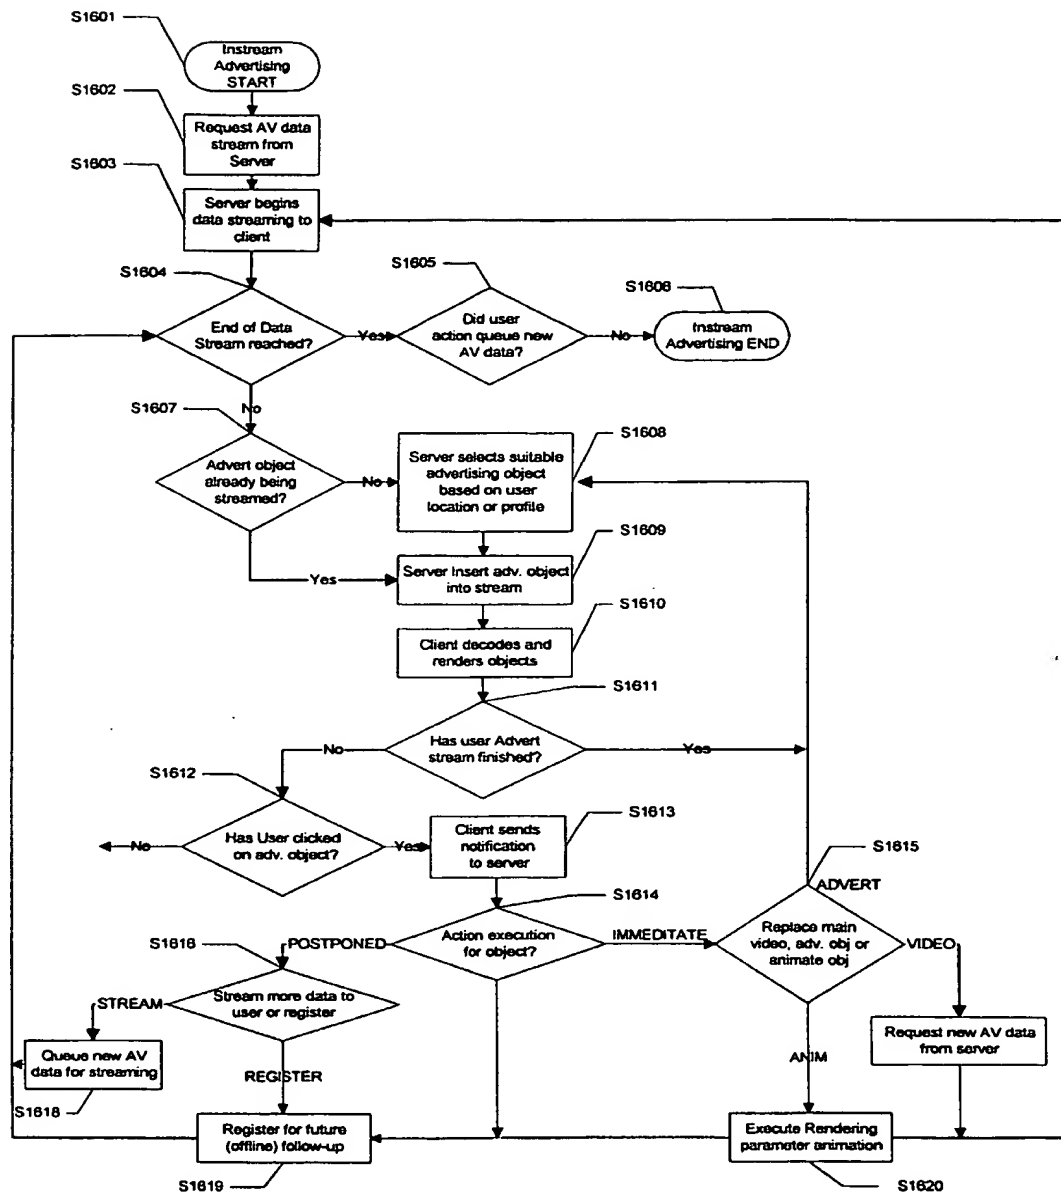 S1601
Instream
Advertising
START
S1602
Request AV data
stream from
Server
S1603
Server begins
data streaming to
client
S1604
End of Data
Stream reached?
Yes
S1605
Did user
action queue new
AV data?
No
S1606
Instream
Advertising END
No
S1607
Advert object
already being
streamed?
No
Server selects suitable
advertising object
based on user
location or profile
S1608
Yes
Server Insert adv. object
into stream
S1609
Client decodes and
renders objects
S1610
S1611
Has user Advert
stream finished?
No
Yes
S1612
Has User clicked
on adv. object?
No
Yes
Client sends
notification
to server
S1613
S1614
Action execution
for object?
POSTPONED
IMMEDITATE
S1615
ADVERT
Replace main
video, adv. obj or
animate obj
VIDEO
S1616
Stream more data to
user or register
STREAM
Queue new AV
data for streaming
S1618
REGISTER
ANIM
Request new AV data
from server
Register for future
(offline) follow-up
Execute Rendering
parameter animation
S1619
S1620